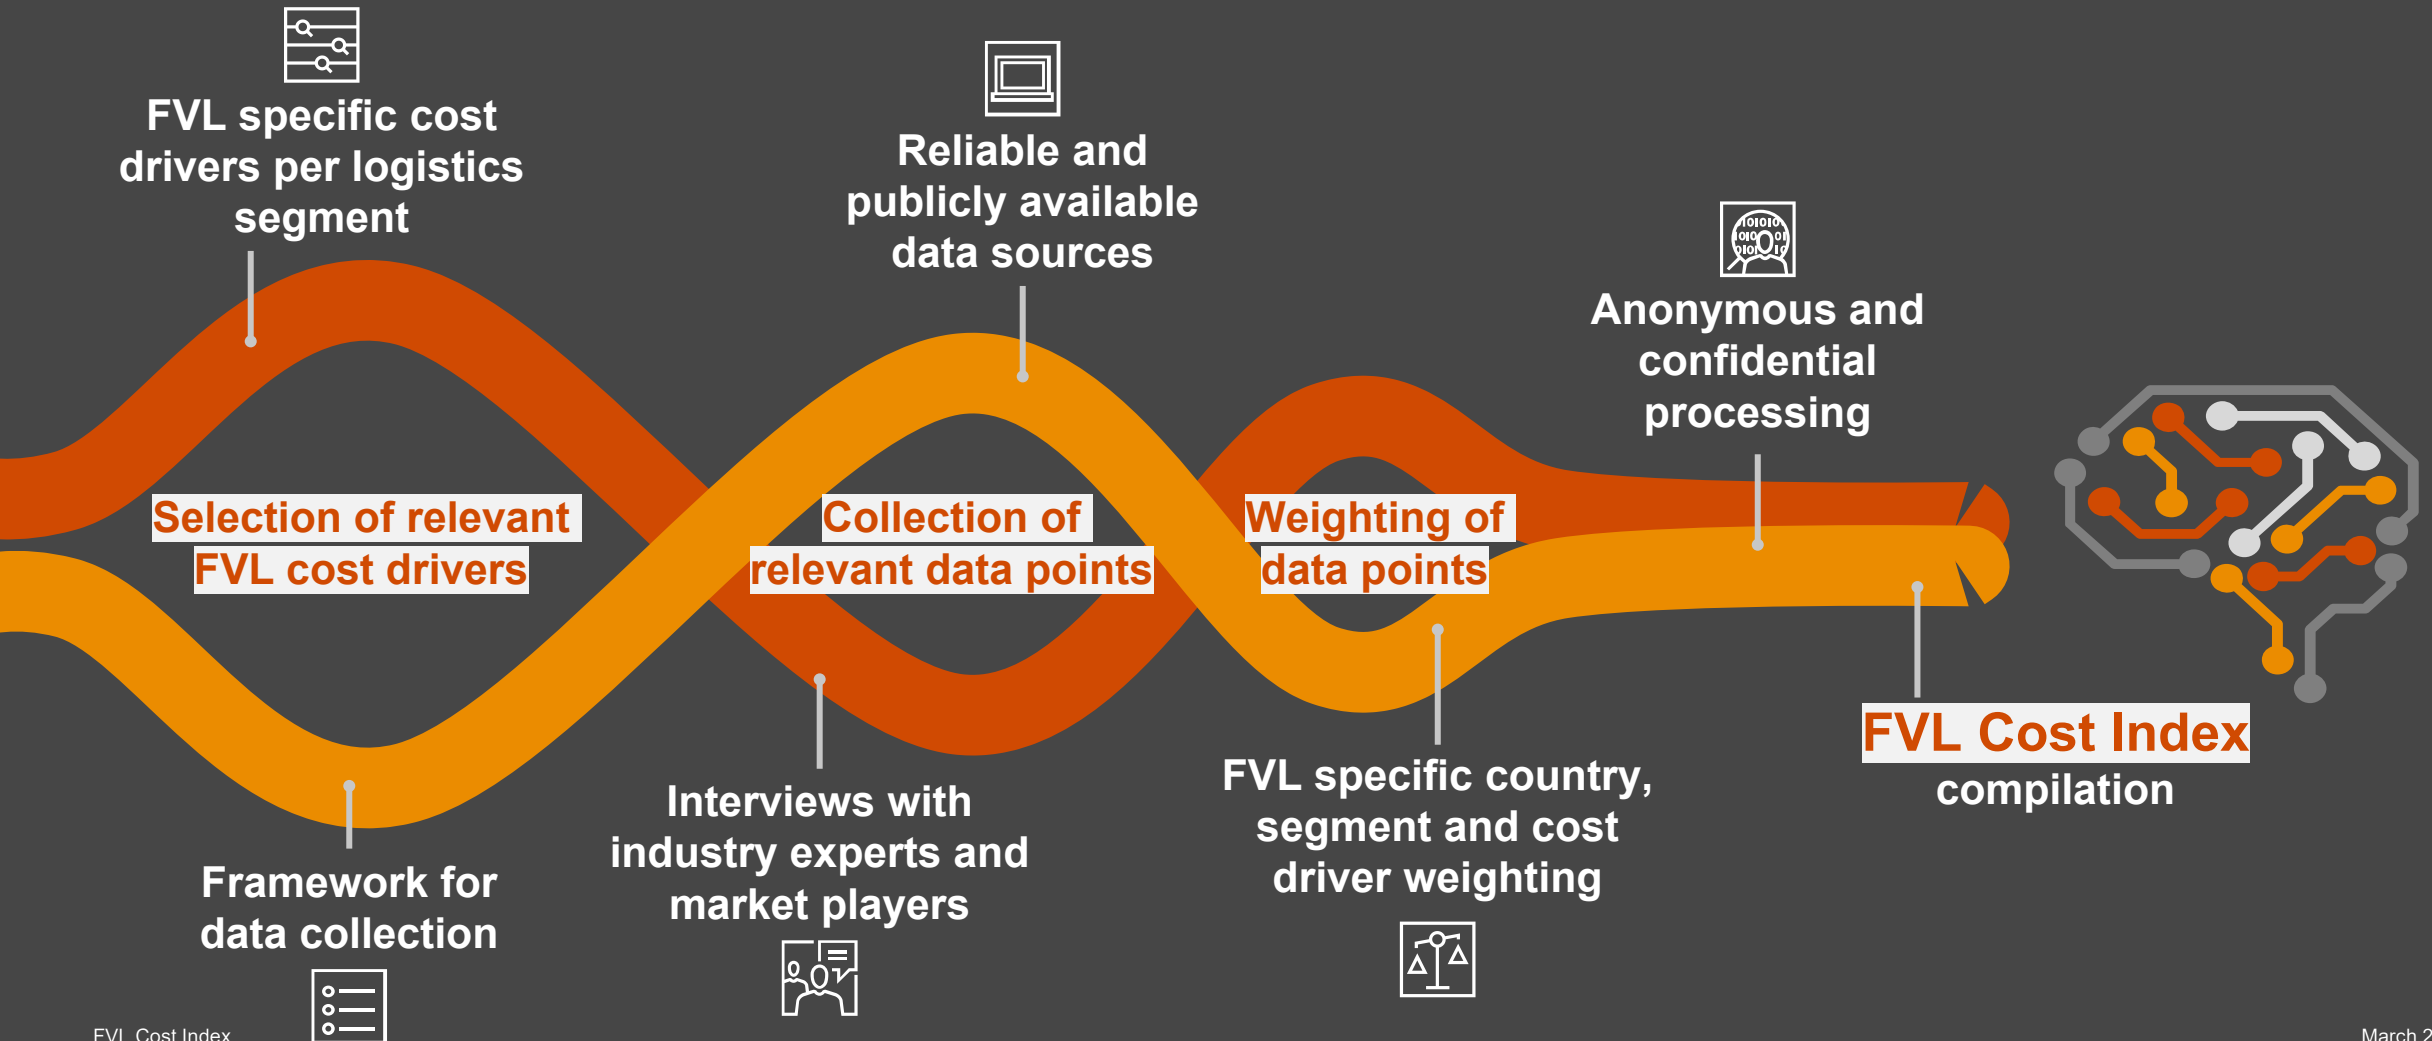 FVL specific cost
drivers per logistics
segment
Reliable and
publicly available
data sources
Anonymous and
confidential
processing
Selection of relevant
FVL cost drivers
Collection of
relevant data points
Weighting of
data points
FVL Cost Index
compilation
Framework for
data collection
Interviews with
industry experts and
market players
FVL specific country,
segment and cost
driver weighting
FVL Cost Index
March 2